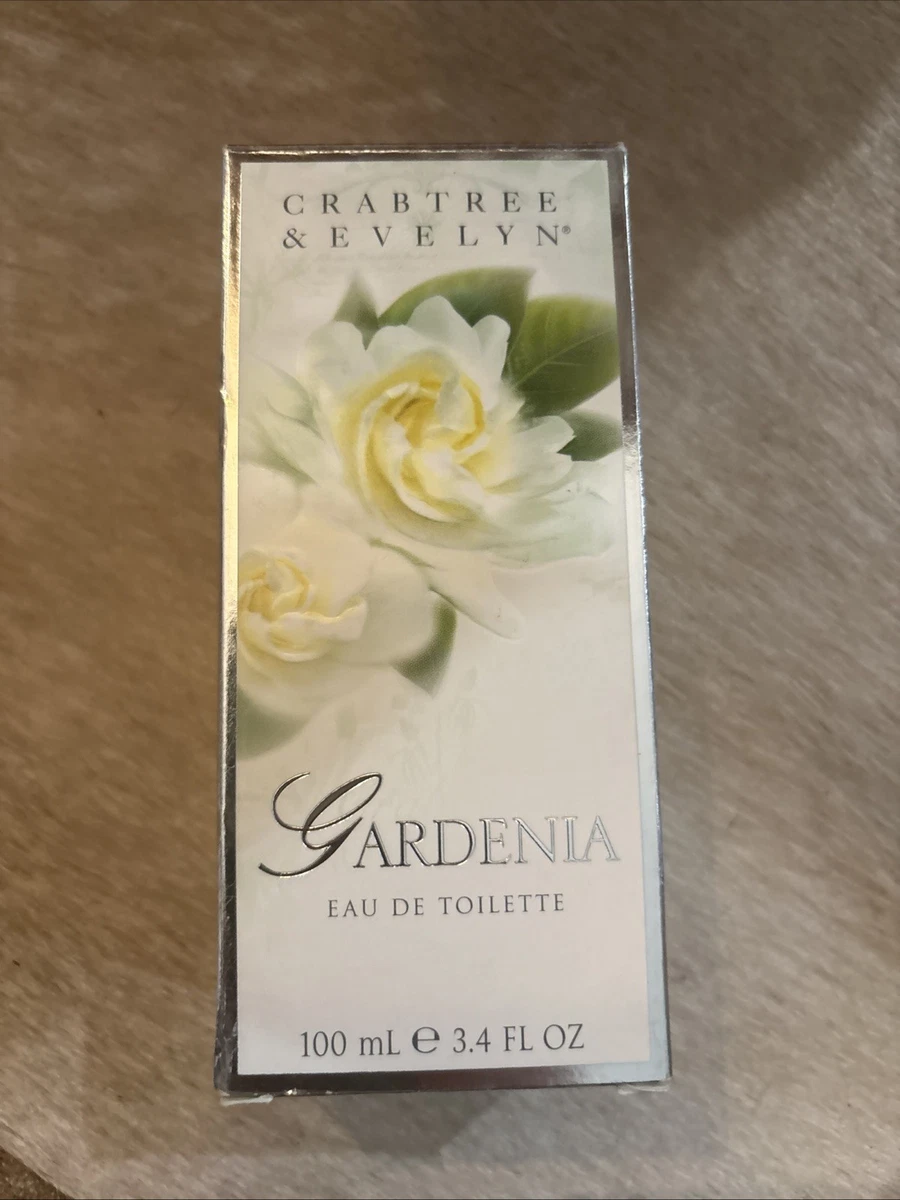 CRABTREE
& EVELYN®
GARDENIA
EAU DE TOILETTE
100 mL ℮ 3.4 FL OZ